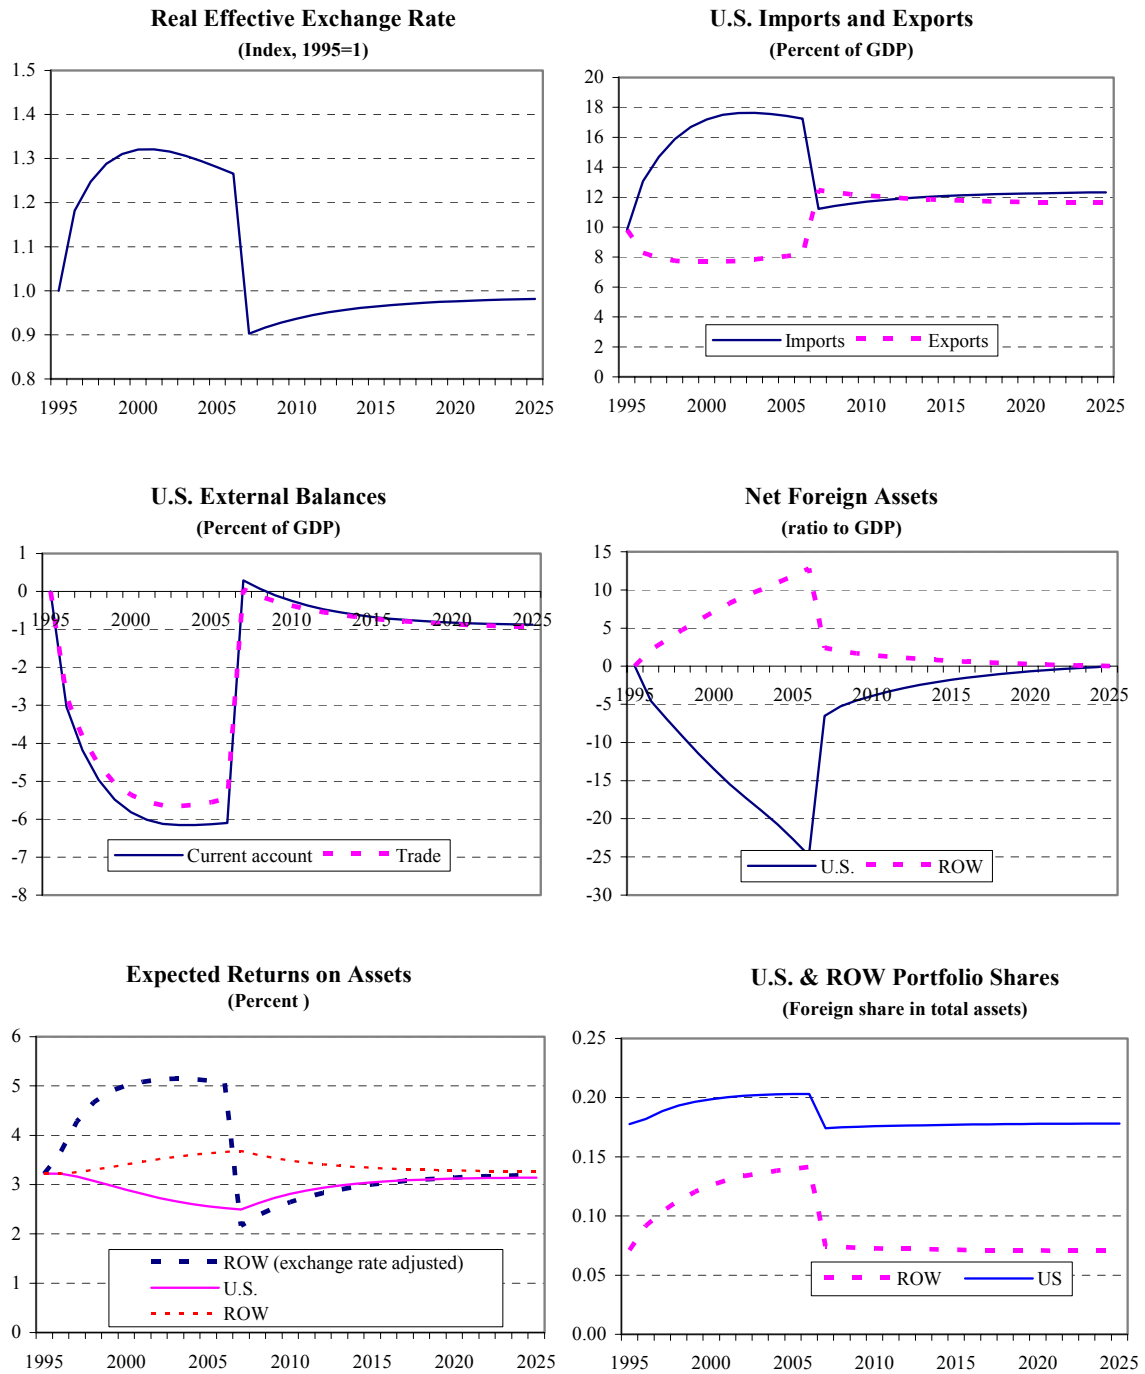 Real Effective Exchange Rate
(Index, 1995=1)
1.5
1.4
1.3
1.2
1.1
1.0
0.9
0.8
1995 2000 2005 2010 2015 2020 2025
U.S. Imports and Exports
(Percent of GDP)
20
18
16
14
12
10
8
6
4
2
0
Imports Exports
1995 2000 2005 2010 2015 2020 2025
U.S. External Balances
(Percent of GDP)
1
0
-1
-2
-3
-4
-5
-6
-7
-8
1995 2000 2005 2010 2015 2020 2025
Current account Trade
Net Foreign Assets
(ratio to GDP)
15
10
5
0
-5
-10
-15
-20
-25
-30
1995 2000 2005 2010 2015 2020 2025
U.S. ROW
Expected Returns on Assets
(Percent )
6
5
4
3
2
1
0
ROW (exchange rate adjusted)
U.S.
ROW
1995 2000 2005 2010 2015 2020 2025
U.S. & ROW Portfolio Shares
(Foreign share in total assets)
0.25
0.20
0.15
0.10
0.05
0.00
ROW US
1995 2000 2005 2010 2015 2020 2025